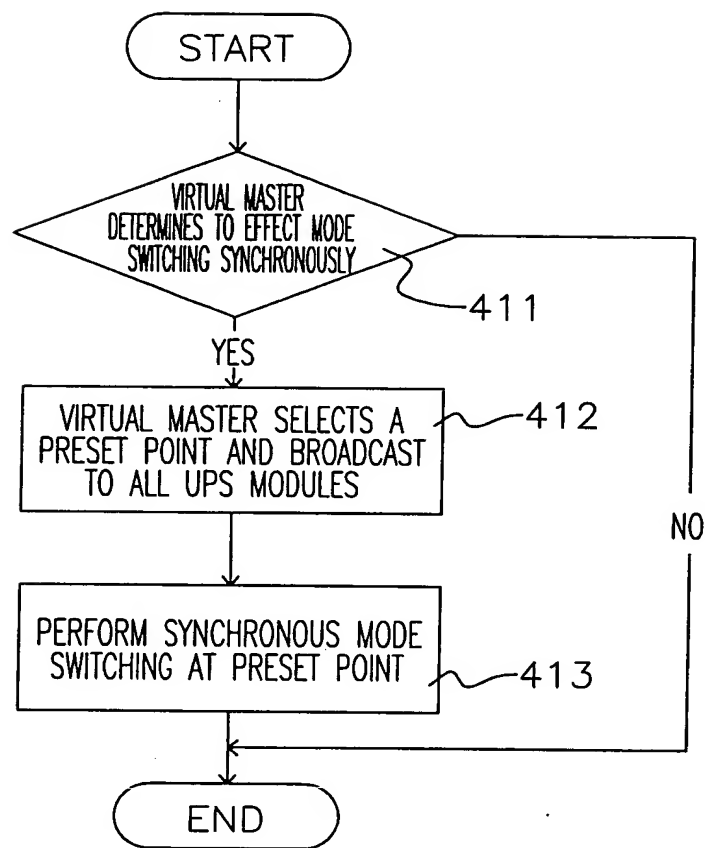 START
VIRTUAL MASTER
DETERMINES TO EFFECT MODE
SWITCHING SYNCHRONOUSLY
411
YES
VIRTUAL MASTER SELECTS A
PRESET POINT AND BROADCAST
TO ALL UPS MODULES
412
NO
PERFORM SYNCHRONOUS MODE
SWITCHING AT PRESET POINT
413
END